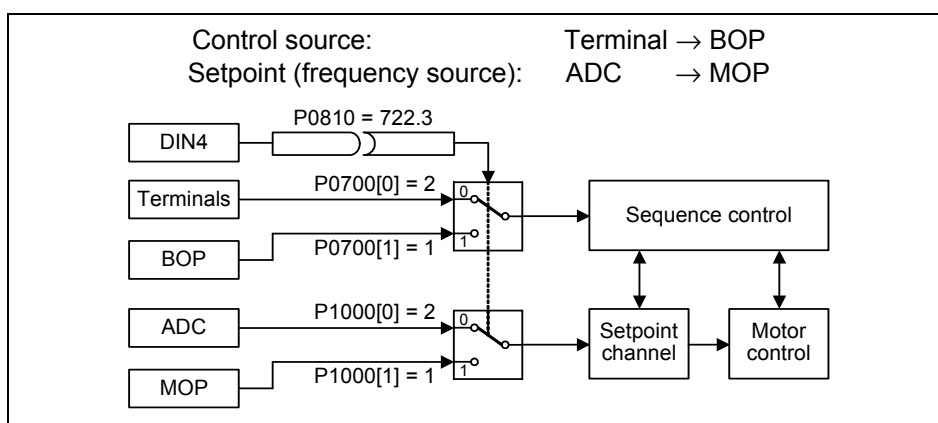 Control source: Terminal → BOP
Setpoint (frequency source): ADC → MOP
P0810 = 722.3
DIN4
Terminals
P0700[0] = 2
0
BOP
P0700[1] = 1
1
Sequence control
ADC
P1000[0] = 2
0
MOP
P1000[1] = 1
1
Setpoint
channel
Motor
control